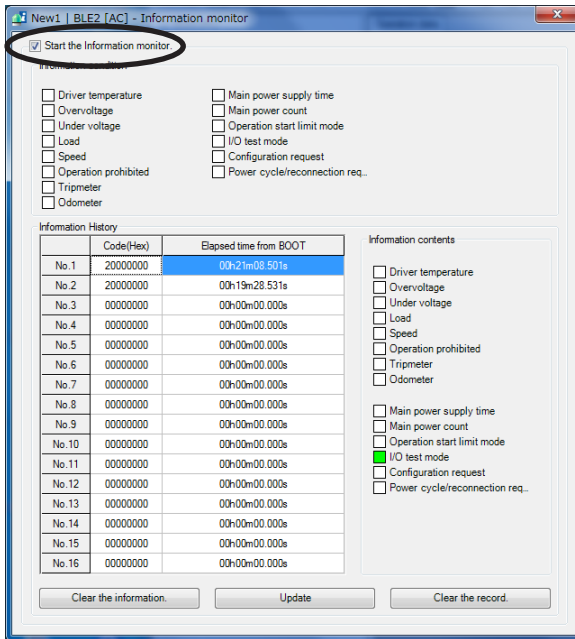 New1 | BLE2 [AC] - Information monitor
Start the Information monitor.
Information condition
Driver temperature
Overvoltage
Under voltage
Load
Speed
Operation prohibited
Tripmeter
Odometer
Main power supply time
Main power count
Operation start limit mode
I/O test mode
Configuration request
Power cycle/reconnection req...
Information History
Code(Hex) Elapsed time from BOOT
No.1 20000000 00h21m08.501s
No.2 20000000 00h19m28.531s
No.3 00000000 00h00m00.000s
No.4 00000000 00h00m00.000s
No.5 00000000 00h00m00.000s
No.6 00000000 00h00m00.000s
No.7 00000000 00h00m00.000s
No.8 00000000 00h00m00.000s
No.9 00000000 00h00m00.000s
No.10 00000000 00h00m00.000s
No.11 00000000 00h00m00.000s
No.12 00000000 00h00m00.000s
No.13 00000000 00h00m00.000s
No.14 00000000 00h00m00.000s
No.15 00000000 00h00m00.000s
No.16 00000000 00h00m00.000s
Information contents
Driver temperature
Overvoltage
Under voltage
Load
Speed
Operation prohibited
Tripmeter
Odometer
Main power supply time
Main power count
Operation start limit mode
I/O test mode
Configuration request
Power cycle/reconnection req...
Clear the information.
Update
Clear the record.